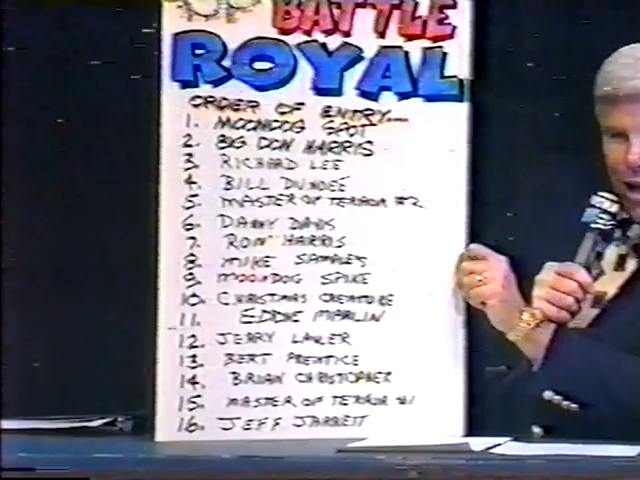 BATTLE
ROYAL
ORDER OF ENTRY...
1. MOONDOG SPOT
2. BIG DON HARRIS
3. RICHARD LEE
4. BILL DUNDEE
5. MASTER OF TERROR #2
6. DANNY DAVIS
7. RON HARRIS
8. MIKE SAMPLES
9. MOONDOG SPIKE
10. CHRISTMAS CREATURE
11. EDDIE MARLIN
12. JERRY LAWLER
13. BERT PRENTICE
14. BRIAN CHRISTOPHER
15. MASTER OF TERROR #1
16. JEFF JARRETT